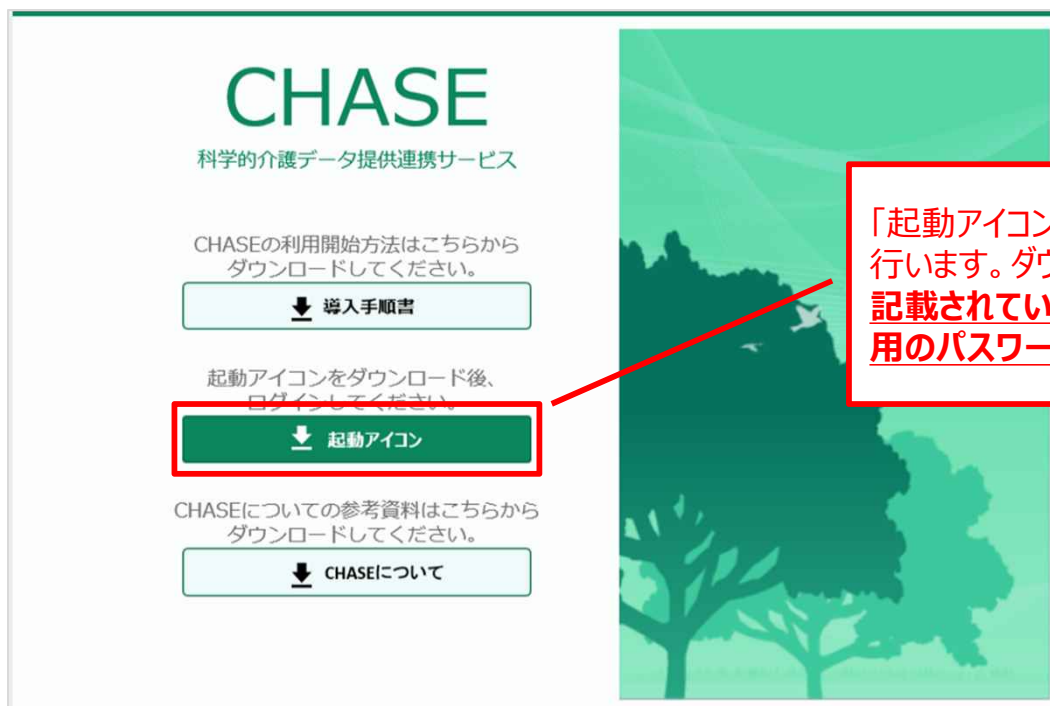 CHASE
科学的介護データ提供連携サービス
CHASEの利用開始方法はこちらから
ダウンロードしてください。
導入手順書
起動アイコンをダウンロード後、
ログインしてください。
起動アイコン
CHASEについての参考資料はこちらから
ダウンロードしてください。
CHASEについて
「起動アイコン
行います。ダウ
記載されてい
用のパスワー